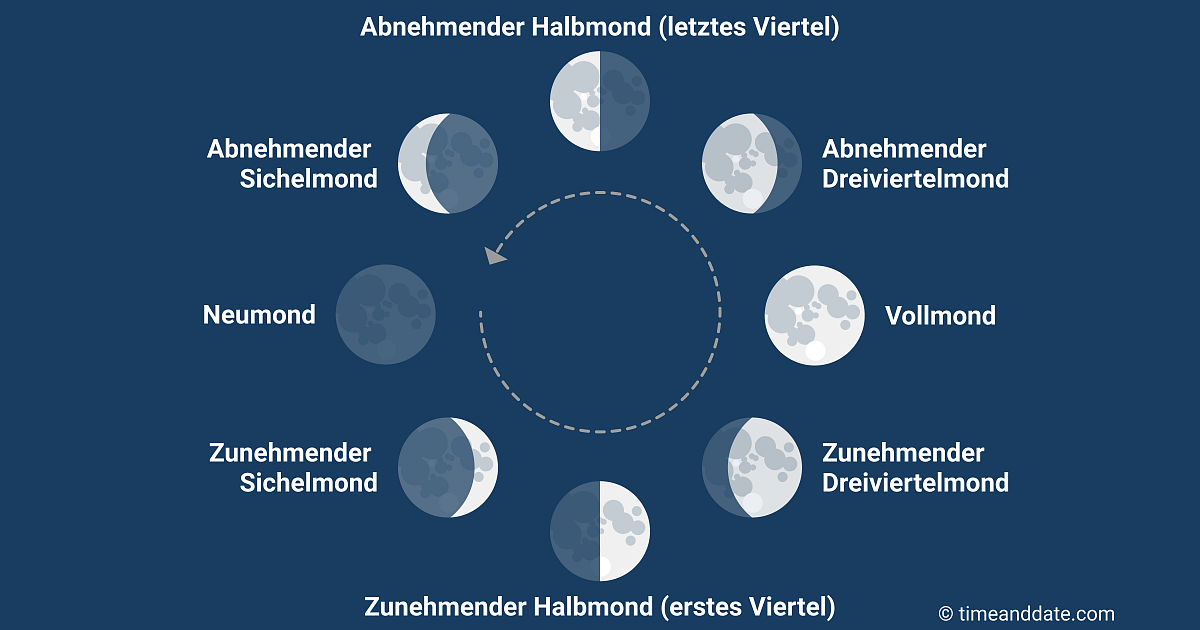 Abnehmender Halbmond (letztes Viertel)
Abnehmender
Sichelmond
Abnehmender
Dreiviertelmond
Neumond
Vollmond
Zunehmender
Sichelmond
Zunehmender
Dreiviertelmond
Zunehmender Halbmond (erstes Viertel)
© timeanddate.com